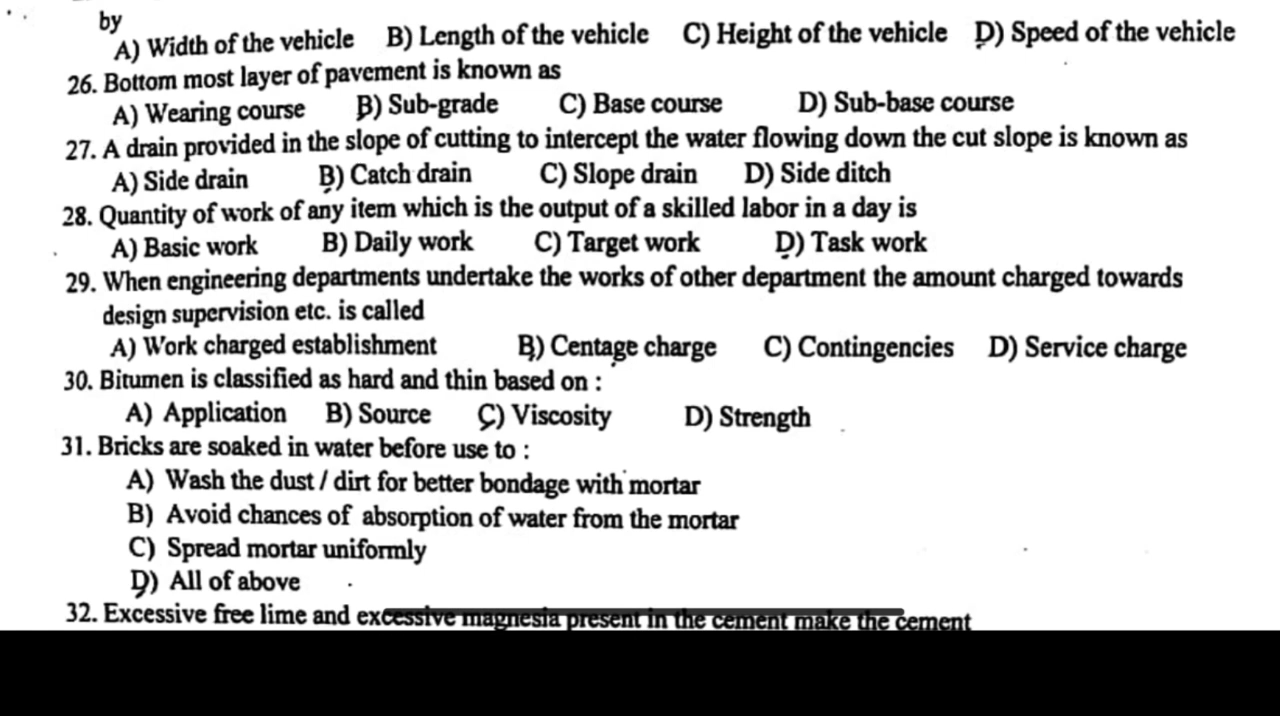 by
A) Width of the vehicle B) Length of the vehicle C) Height of the vehicle D) Speed of the vehicle
26. Bottom most layer of pavement is known as
A) Wearing course B) Sub-grade C) Base course D) Sub-base course
27. A drain provided in the slope of cutting to intercept the water flowing down the cut slope is known as
A) Side drain B) Catch drain C) Slope drain D) Side ditch
28. Quantity of work of any item which is the output of a skilled labor in a day is
A) Basic work B) Daily work C) Target work D) Task work
29. When engineering departments undertake the works of other department the amount charged towards
design supervision etc. is called
A) Work charged establishment B) Centage charge C) Contingencies D) Service charge
30. Bitumen is classified as hard and thin based on :
A) Application B) Source C) Viscosity D) Strength
31. Bricks are soaked in water before use to :
A) Wash the dust / dirt for better bondage with mortar
B) Avoid chances of absorption of water from the mortar
C) Spread mortar uniformly
D) All of above
32. Excessive free lime and excessive magnesia present in the cement make the cement